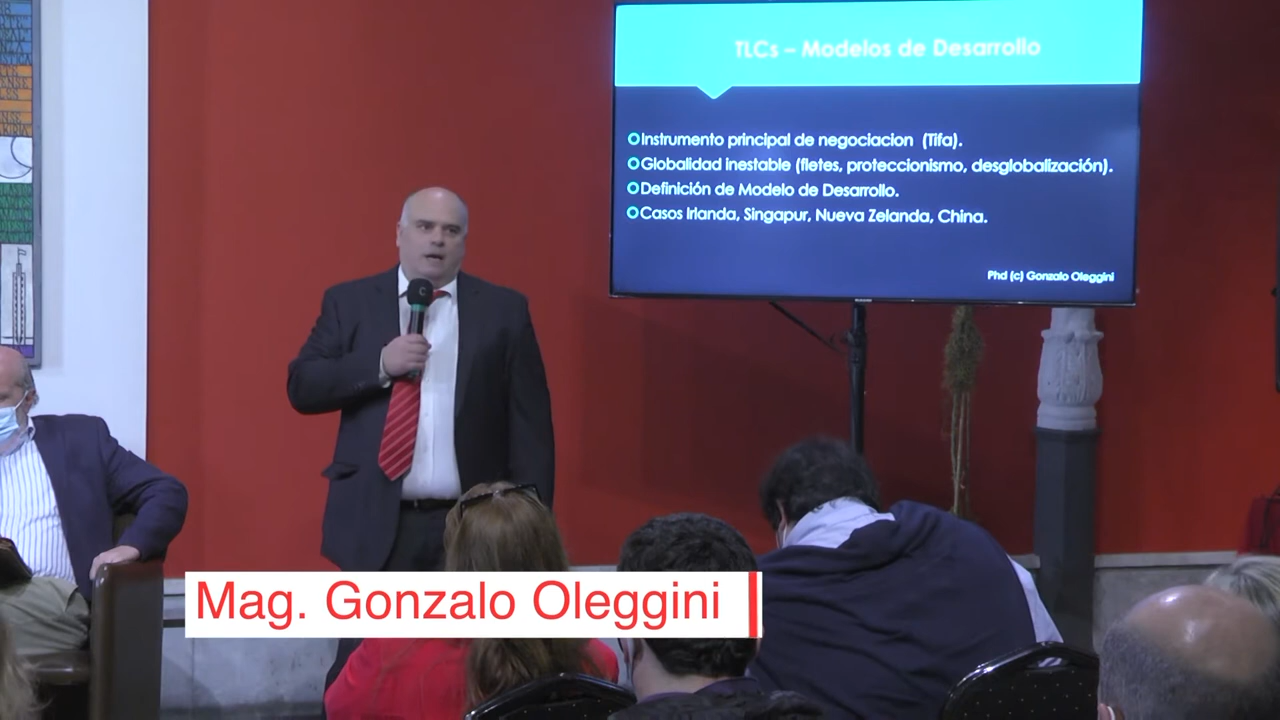 TLCs – Modelos de Desarrollo
Instrumento principal de negociacion (Tifa).
Globalidad inestable (fletes, proteccionismo, desglobalización).
Definición de Modelo de Desarrollo.
Casos Irlanda, Singapur, Nueva Zelanda, China.
Phd (c) Gonzalo Oleggini
Mag. Gonzalo Oleggini